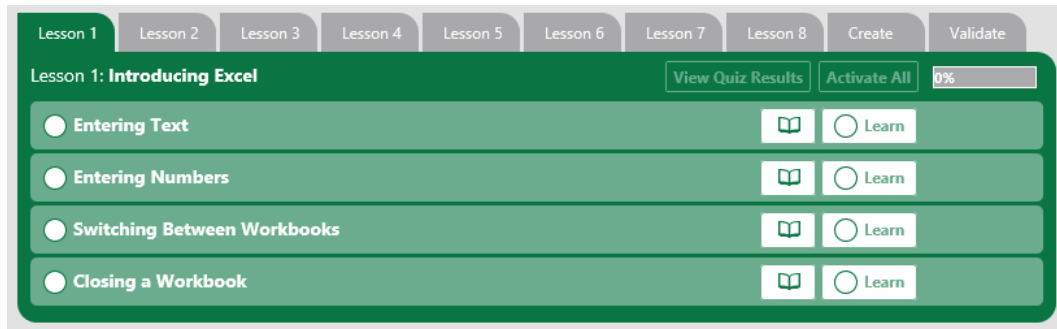 Lesson 1 Lesson 2 Lesson 3 Lesson 4 Lesson 5 Lesson 6 Lesson 7 Lesson 8 Create Validate
Lesson 1: Introducing Excel View Quiz Results Activate All 0%
Entering Text Learn
Entering Numbers Learn
Switching Between Workbooks Learn
Closing a Workbook Learn